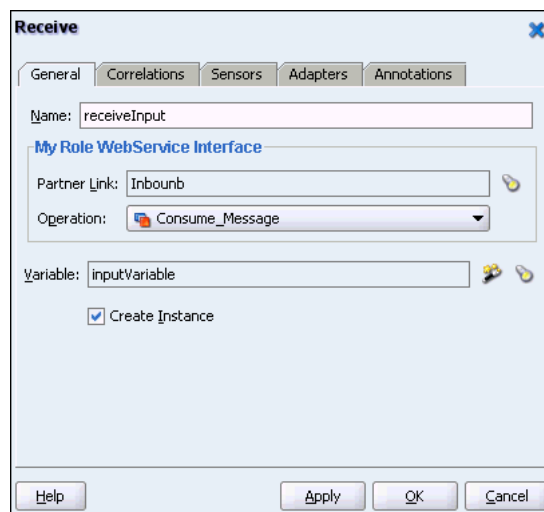 Receive
General Correlations Sensors Adapters Annotations
Name: receiveInput
My Role WebService Interface
Partner Link: Inbounb
Operation: Consume_Message
Variable: inputVariable
Create Instance
Help Apply OK Cancel